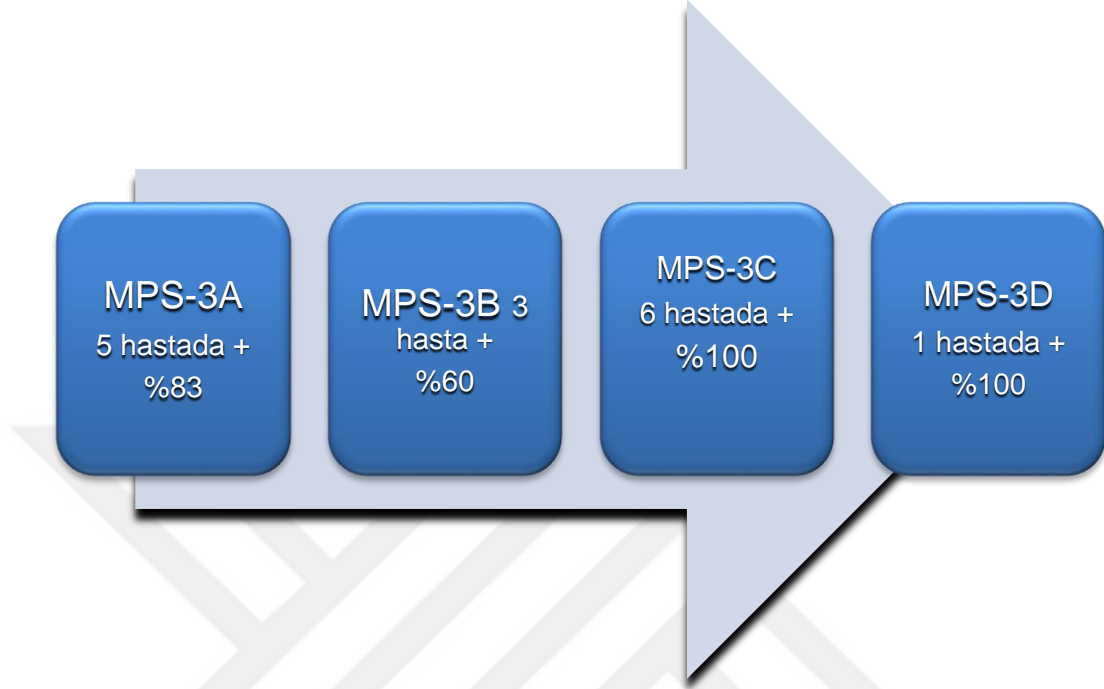 MPS-3A
5 hastada +
%83
MPS-3B 3
hasta +
%60
MPS-3C
6 hastada +
%100
MPS-3D
1 hastada +
%100